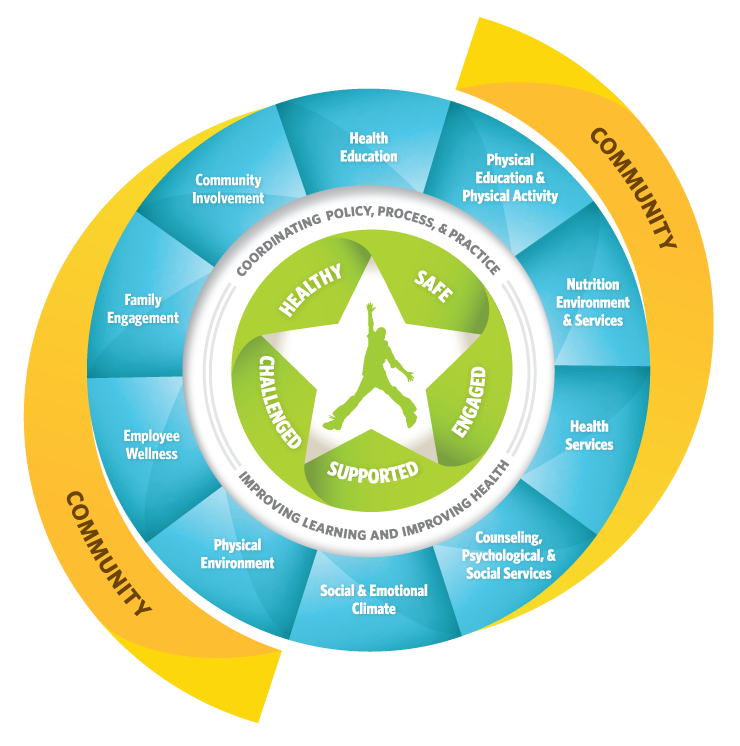 COMMUNITY
Health
Education
Physical
Education &
Physical Activity
Nutrition
Environment
& Services
Health
Services
Counseling,
Psychological, &
Social Services
Social & Emotional
Climate
Physical
Environment
Employee
Wellness
Family
Engagement
Community
Involvement
COORDINATING POLICY, PROCESS, & PRACTICE
IMPROVING LEARNING AND IMPROVING HEALTH
HEALTHY
SAFE
ENGAGED
SUPPORTED
CHALLENGED
COMMUNITY